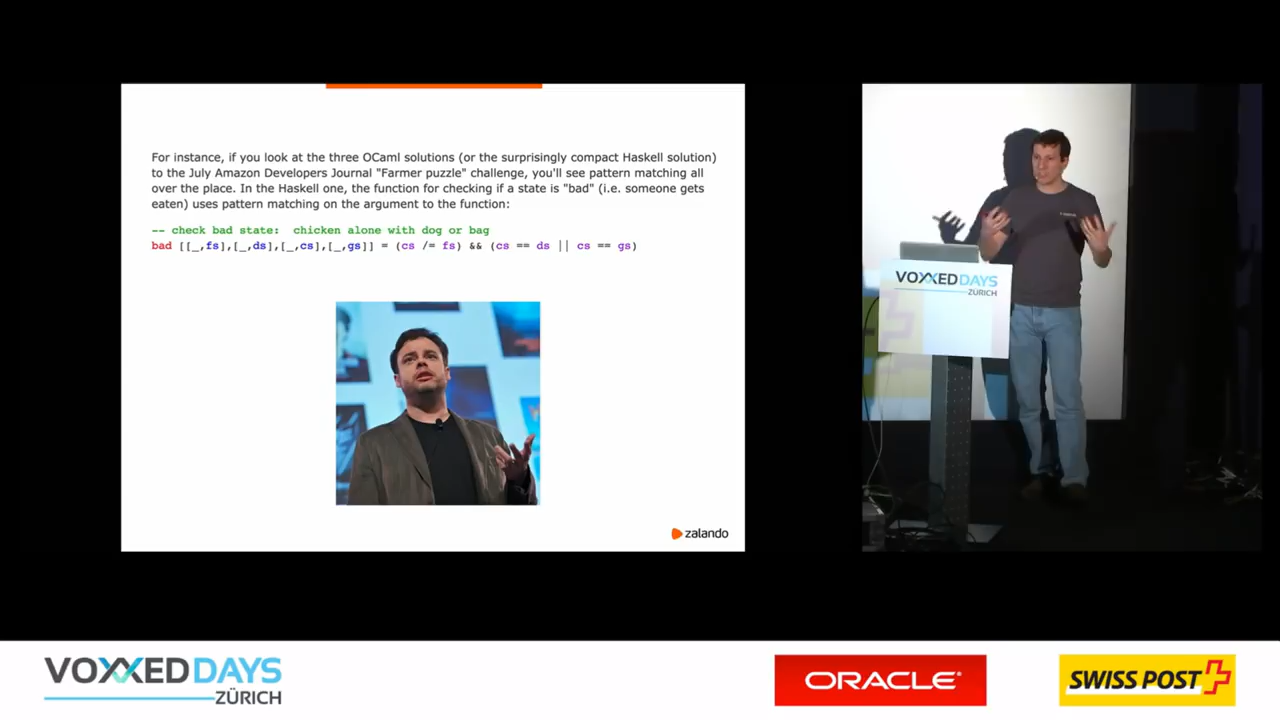 For instance, if you look at the three OCaml solutions (or the surprisingly compact Haskell solution)
to the July Amazon Developers Journal "Farmer puzzle" challenge, you'll see pattern matching all
over the place. In the Haskell one, the function for checking if a state is "bad" (i.e. someone gets
eaten) uses pattern matching on the argument to the function:
-- check bad state:  chicken alone with dog or bag
bad [[_,fs],[_,ds],[_,cs],[_,gs]] = (cs /= fs) && (cs == ds || cs == gs)
zalando
VOXXED DAYS
ZÜRICH
VOXXED DAYS
ZÜRICH
ORACLE®
SWISS POST